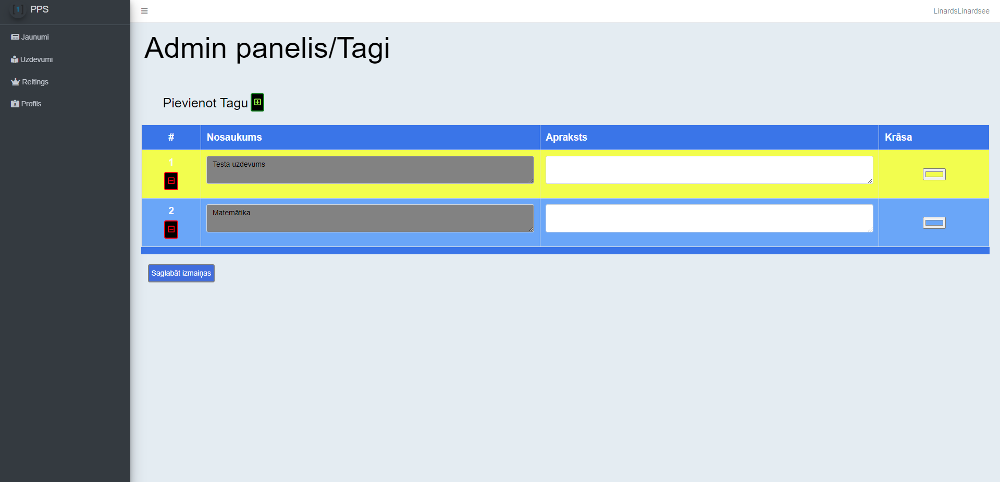 [1] PPS
LinardsLinardsee
Jaunumi
Uzdevumi
Reitings
Profils
Admin panelis/Tagi
Pievienot Tagu
# Nosaukums Apraksts Krāsa
1 Testa uzdevums
2 Matemātika
Saglabāt izmaiņas